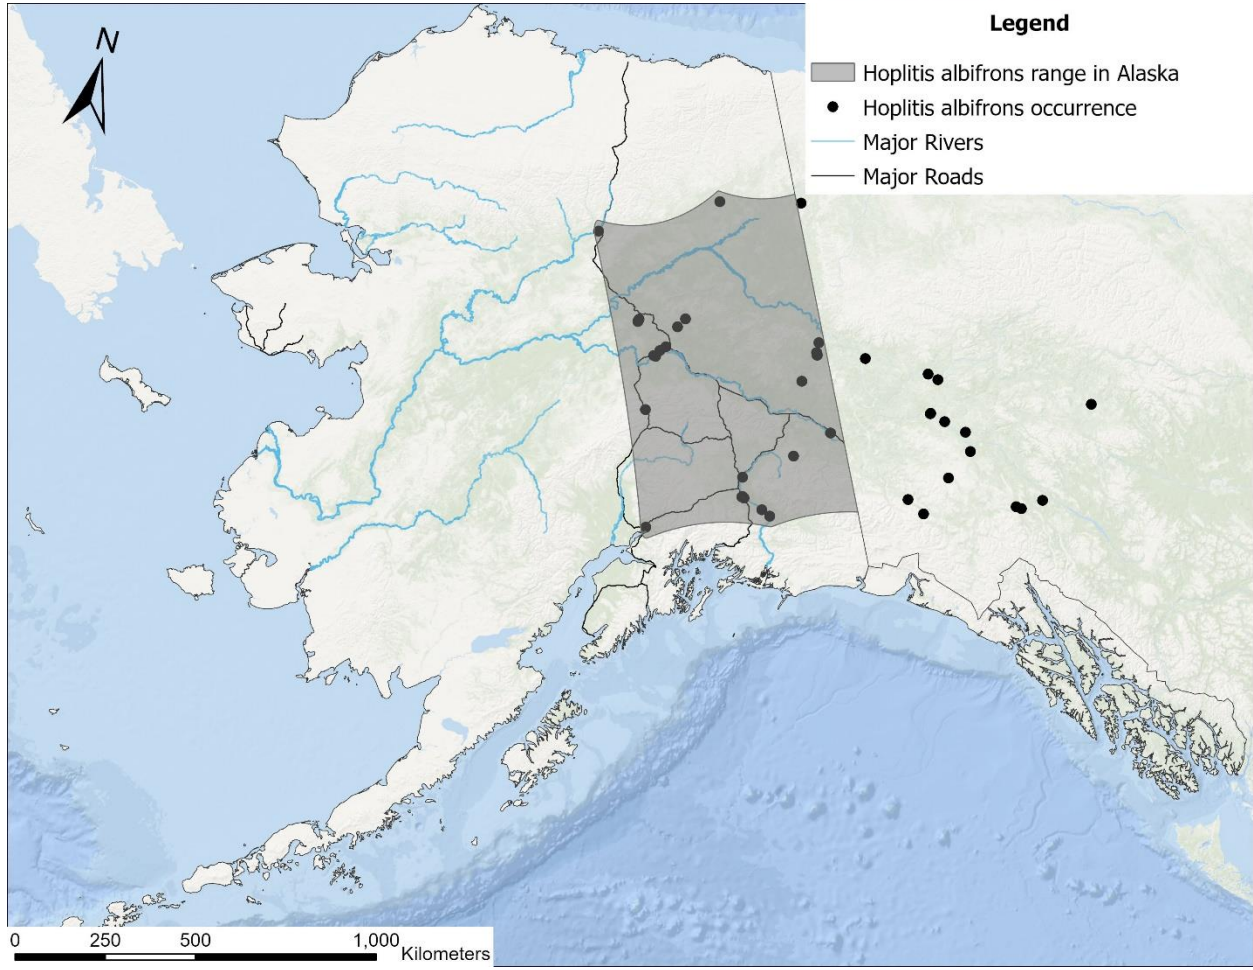 Legend
Hoplitis albifrons range in Alaska
Hoplitis albifrons occurrence
Major Rivers
Major Roads
N
0 250 500 1,000
Kilometers